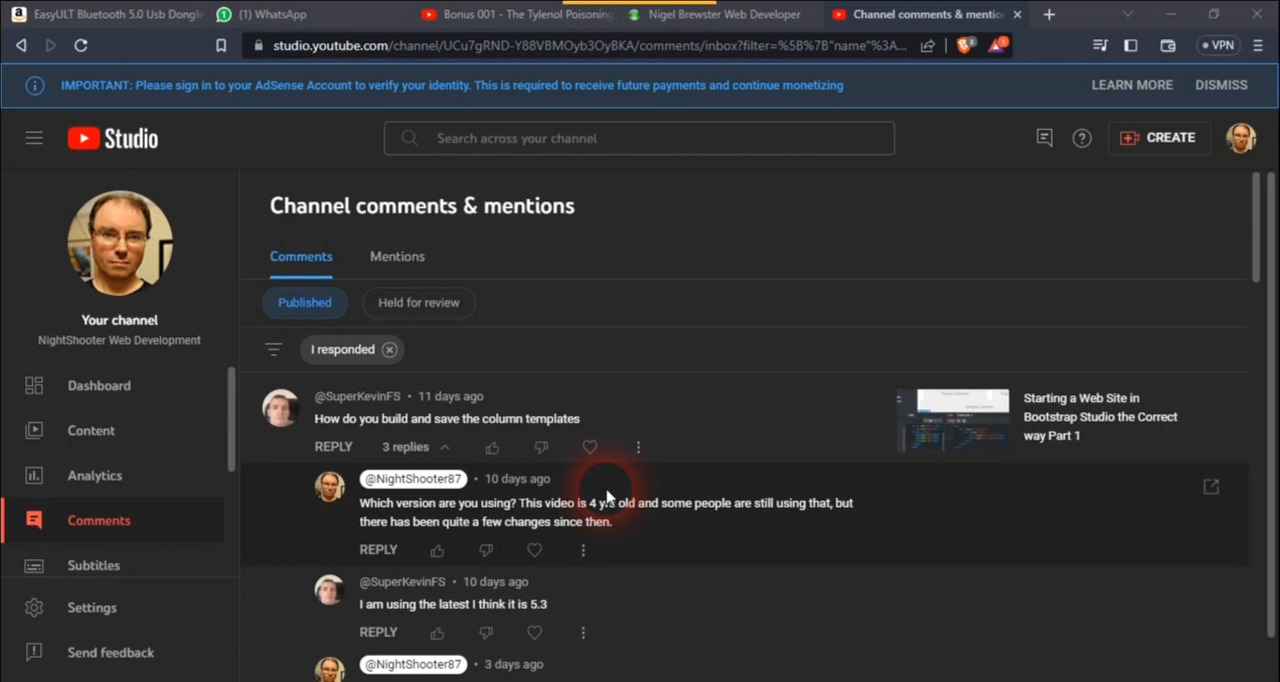 EasyULT Bluetooth 5.0 Usb Dongle
(1) WhatsApp
Bonus 001 - The Tylenol Poisoning
Nigel Brewster Web Developer
Channel comments & mentio
studio.youtube.com/channel/UCu7gRND-Y88VBMOyb3OyBKA/comments/inbox?filter=%5B%7B"name"%3A...
VPN
IMPORTANT: Please sign in to your AdSense Account to verify your identity. This is required to receive future payments and continue monetizing
LEARN MORE
DISMISS
Studio
Search across your channel
CREATE
Your channel
NightShooter Web Development
Dashboard
Content
Analytics
Comments
Subtitles
Settings
Send feedback
Channel comments & mentions
Comments
Mentions
Published
Held for review
I responded
@SuperKevinFS • 11 days ago
How do you build and save the column templates
REPLY
3 replies
Starting a Web Site in
Bootstrap Studio the Correct
way Part 1
@NightShooter87 • 10 days ago
Which version are you using? This video is 4 yrs old and some people are still using that, but
there has been quite a few changes since then.
REPLY
@SuperKevinFS • 10 days ago
I am using the latest I think it is 5.3
REPLY
@NightShooter87 • 3 days ago